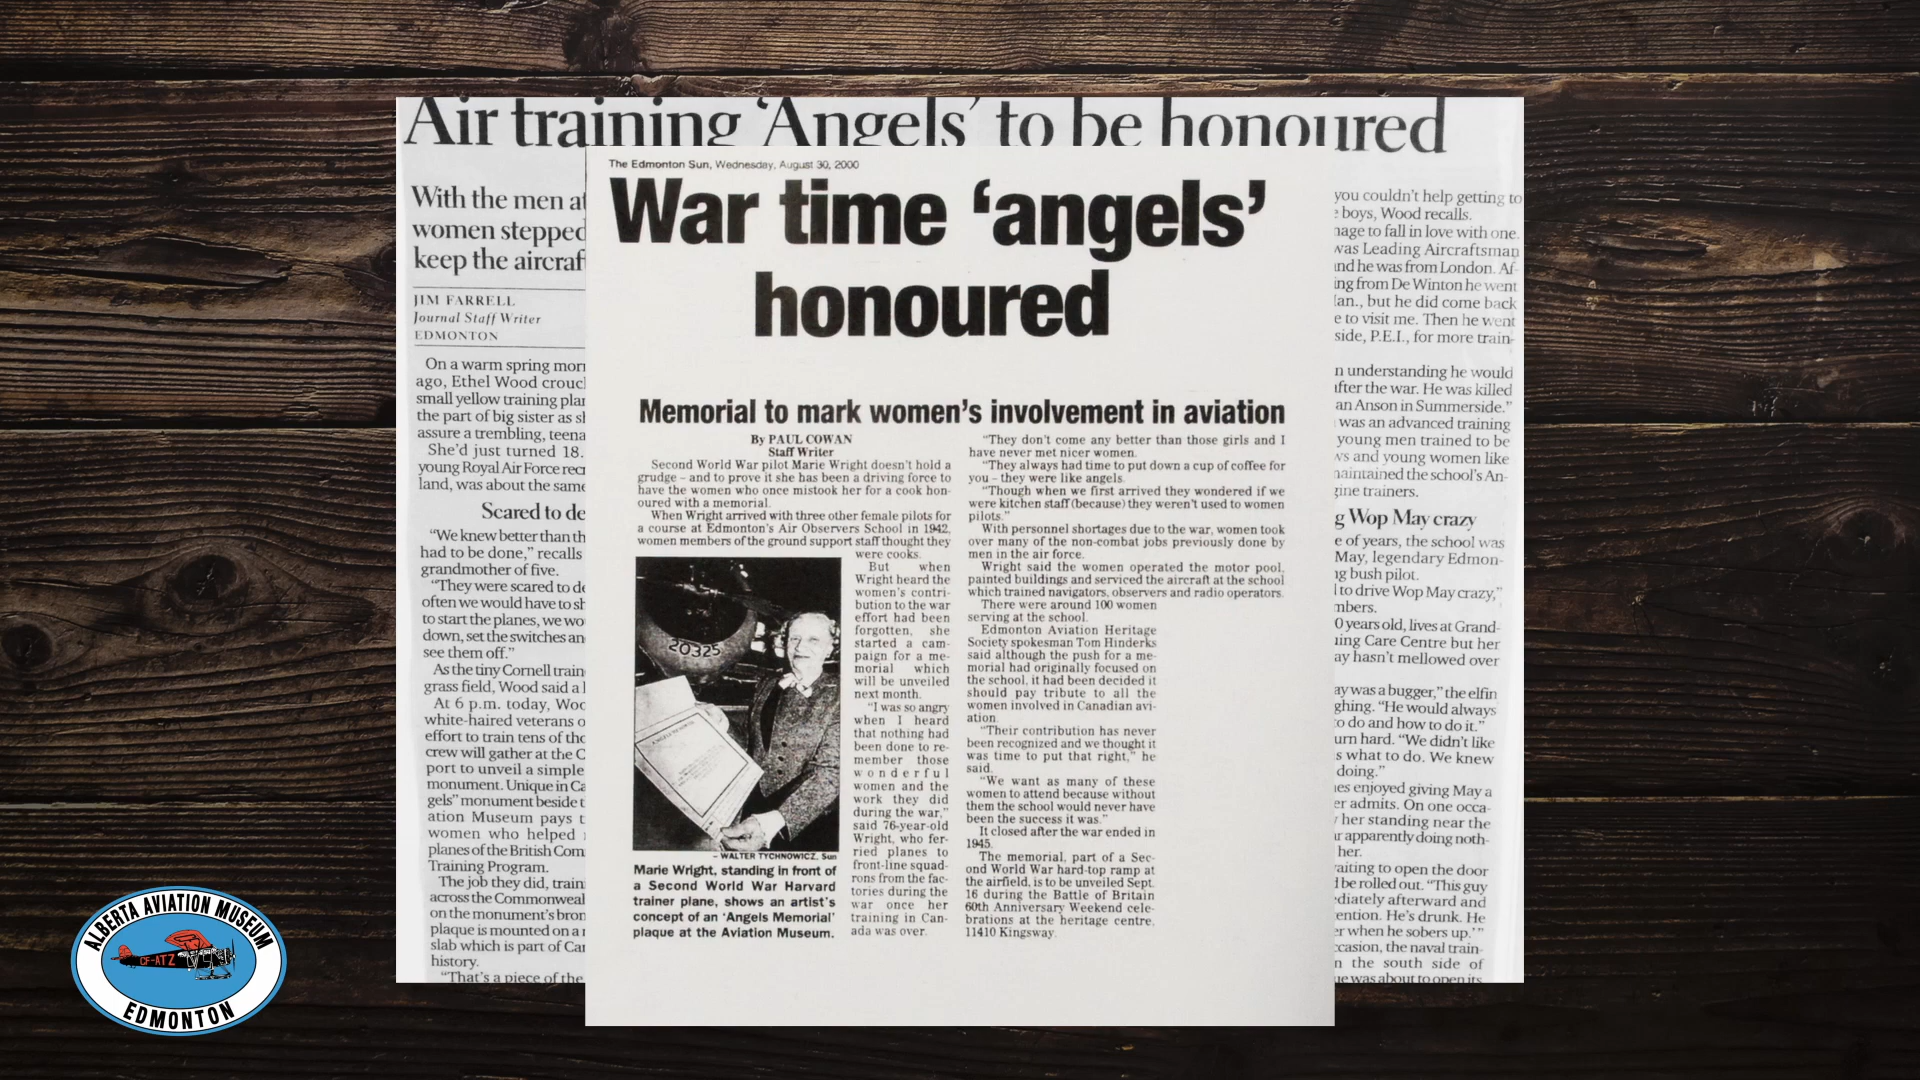 Air training ‘Angels’ to be honoured
With the men at
women stepped
keep the aircraf
JIM FARRELL
Journal Staff Writer
EDMONTON
On a warm spring mor
ago, Ethel Wood crouc
small yellow training pla
the part of big sister as s
assure a trembling, teena
She’d just turned 18.
young Royal Air Force rec
land, was about the same
Scared to de
“We knew better than th
had to be done,” recalls
grandmother of five.
“They were scared to de
often we would have to sh
to start the planes, we wo
down, set the switches an
see them off.”
As the tiny Cornell train
grass field, Wood said a l
At 6 p.m. today, Woo
white-haired veterans o
effort to train tens of tho
crew will gather at the C
port to unveil a simple
monument. Unique in Ca
gels” monument beside t
ation Museum pays t
women who helped
planes of the British Com
Training Program.
The job they did, train
across the Commonweal
on the monument’s bron
plaque is mounted on a
slab which is part of Can
history.
“That’s a piece of the
The Edmonton Sun, Wednesday, August 30, 2000
War time ‘angels’
honoured
Memorial to mark women’s involvement in aviation
By PAUL COWAN
Staff Writer
Second World War pilot Marie Wright doesn’t hold a
grudge – and to prove it she has been a driving force to
have the women who once mistook her for a cook hon-
oured with a memorial.
When Wright arrived with three other female pilots for
a course at Edmonton’s Air Observers School in 1942,
women members of the ground support staff thought they
were cooks.
But when
Wright heard the
women’s contri-
bution to the war
effort had been
forgotten, she
started a cam-
paign for a me-
morial which
will be unveiled
next month.
“I was so angry
when I heard
that nothing had
been done to re-
member those
wonderful
women and the
work they did
during the war,”
said 76-year-old
Wright, who fer-
ried planes to
front-line squad-
rons from the fac-
tories during the
war once her
training in Can-
ada was over.
20325
– WALTER TYCHNOWICZ, Sun
Marie Wright, standing in front of
a Second World War Harvard
trainer plane, shows an artist’s
concept of an ‘Angels Memorial’
plaque at the Aviation Museum.
“They don’t come any better than those girls and I
have never met nicer women.
“They always had time to put down a cup of coffee for
you – they were like angels.
“Though when we first arrived they wondered if we
were kitchen staff (because) they weren’t used to women
pilots.”
With personnel shortages due to the war, women took
over many of the non-combat jobs previously done by
men in the air force.
Wright said the women operated the motor pool,
painted buildings and serviced the aircraft at the school
which trained navigators, observers and radio operators.
There were around 100 women
serving at the school.
Edmonton Aviation Heritage
Society spokesman Tom Hinderks
said although the push for a me-
morial had originally focused on
the school, it had been decided it
should pay tribute to all the
women involved in Canadian avi-
ation.
“Their contribution has never
been recognized and we thought it
was time to put that right,” he
said.
“We want as many of these
women to attend because without
them the school would never have
been the success it was.”
It closed after the war ended in
1945.
The memorial, part of a Sec-
ond World War hard-top ramp at
the airfield, is to be unveiled Sept.
16 during the Battle of Britain
60th Anniversary Weekend cele-
brations at the heritage centre,
11410 Kingsway.
you couldn’t help getting to
e boys, Wood recalls.
nage to fall in love with one.
was Leading Aircraftsman
and he was from London. Af-
ing from De Winton he went
an., but he did come back
e to visit me. Then he went
side, P.E.I., for more train-
n understanding he would
after the war. He was killed
an Anson in Summerside.”
was an advanced training
young men trained to be
ws and young women like
maintained the school’s An-
gine trainers.
g Wop May crazy
e of years, the school was
May, legendary Edmon-
ng bush pilot.
to drive Wop May crazy,”
mbers.
0 years old, lives at Grand-
ing Care Centre but her
ay hasn’t mellowed over
ay was a bugger,” the elfin
ghing. “He would always
to do and how to do it.”
urn hard. “We didn’t like
s what to do. We knew
doing.”
es enjoyed giving May a
er admits. On one occa-
her standing near the
r apparently doing noth-
her.
aiting to open the door
be rolled out. “This guy
diately afterward and
ention. He’s drunk. He
er when he sobers up.’”
casion, the naval train-
n the south side of
e was about to open its
ALBERTA AVIATION MUSEUM
CF-ATZ
EDMONTON